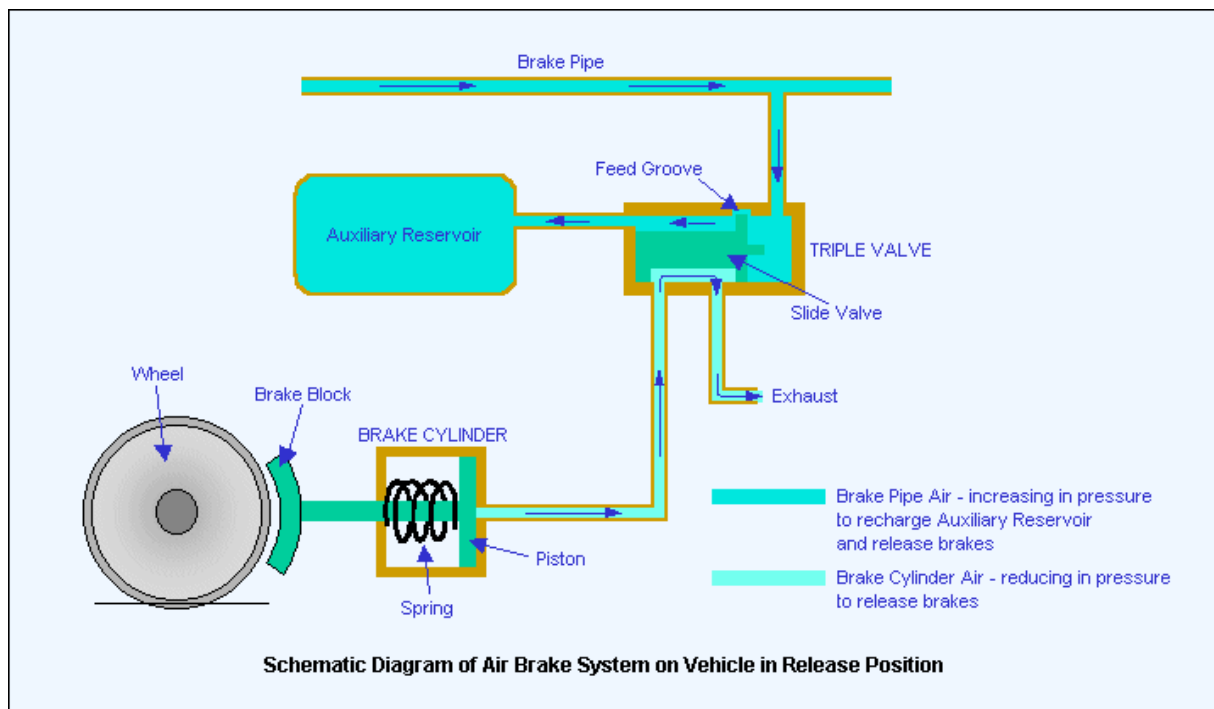 Brake Pipe
Feed Groove
Auxiliary Reservoir
TRIPLE VALVE
Slide Valve
Wheel
Brake Block
Exhaust
BRAKE CYLINDER
Brake Pipe Air - increasing in pressure
to recharge Auxiliary Reservoir
and release brakes
Piston
Brake Cylinder Air - reducing in pressure
to release brakes
Spring
Schematic Diagram of Air Brake System on Vehicle in Release Position